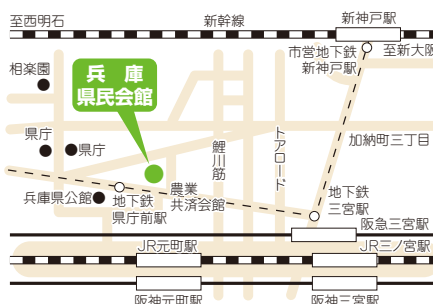 至西明石
新幹線
新神戸駅
市営地下鉄
新神戸駅
至新大阪
相楽園
兵庫
県民会館
県庁
県庁
鯉川筋
トアロード
加納町三丁目
兵庫県公館
地下鉄
県庁前駅
農業
共済会館
地下鉄
三宮駅
阪急三宮駅
JR元町駅
JR三ノ宮駅
阪神元町駅
阪神三宮駅